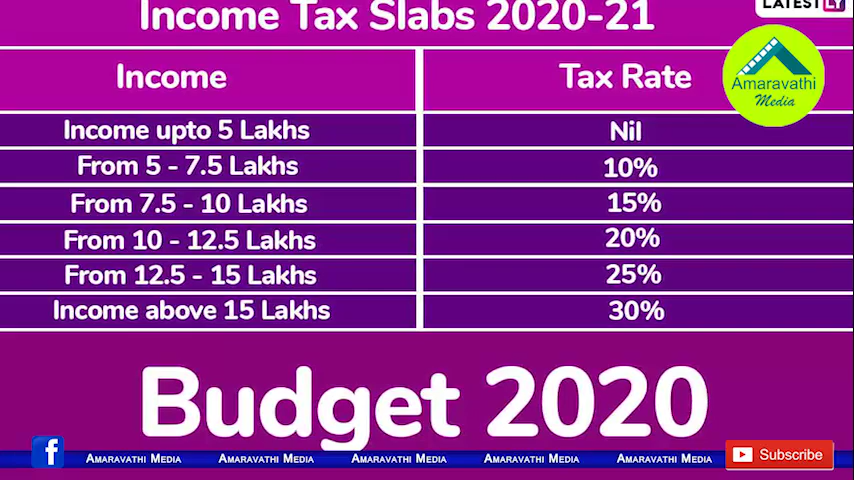 Income Tax Slabs 2020-21
LATESTLY
Amaravathi
Media
Income Tax Rate
Income upto 5 Lakhs Nil
From 5 - 7.5 Lakhs 10%
From 7.5 - 10 Lakhs 15%
From 10 - 12.5 Lakhs 20%
From 12.5 - 15 Lakhs 25%
Income above 15 Lakhs 30%
Budget 2020
f AMARAVATHI MEDIA AMARAVATHI MEDIA AMARAVATHI MEDIA AMARAVATHI MEDIA AMARAVATHI MEDIA Subscribe